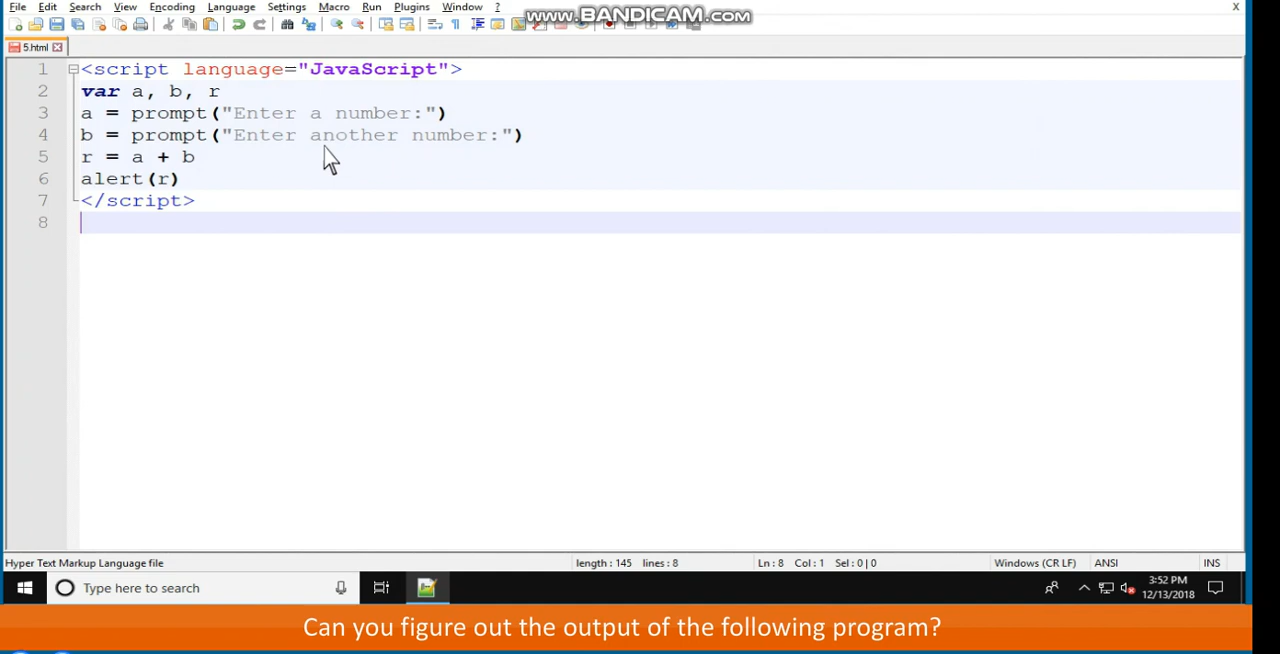 File Edit Search View Encoding Language Settings Macro Run Plugins Window ? X
www.BANDICAM.com
5.html
1 <script language="JavaScript">
2 var a, b, r
3 a = prompt("Enter a number:")
4 b = prompt("Enter another number:")
5 r = a + b
6 alert(r)
7 </script>
8
Hyper Text Markup Language file length : 145 lines : 8 Ln : 8 Col : 1 Sel : 0 | 0 Windows (CR LF) ANSI INS
Type here to search 3:52 PM
12/13/2018
Can you figure out the output of the following program?